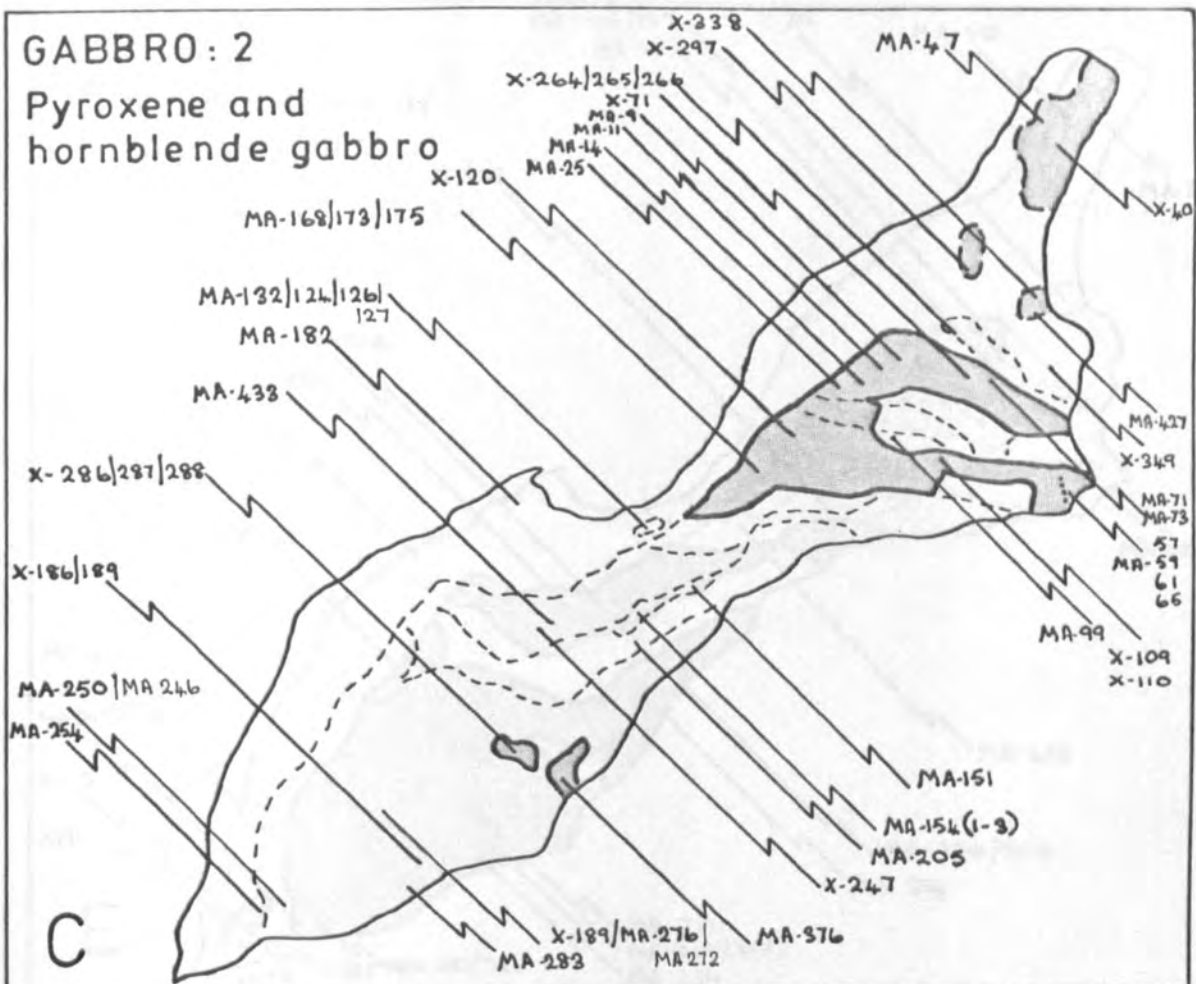 GABBRO: 2
Pyroxene and
hornblende gabbro
X-338
X-297
X-264/265/266
X-71
MA-9
MA-11
MA-14
MA-25
X-120
MA-168/173/175
MA-132/124/126/
127
MA-182
MA-433
X-286/287/288
X-186/189
MA-250/MA 246
MA-254
MA-47
X-40
MA-427
X-349
MA-71
MA-73
57
MA-59
61
65
MA-99
X-109
X-110
MA-151
MA-154(1-3)
MA-205
X-247
MA-376
X-189/MA-276/
MA 272
MA-283
C